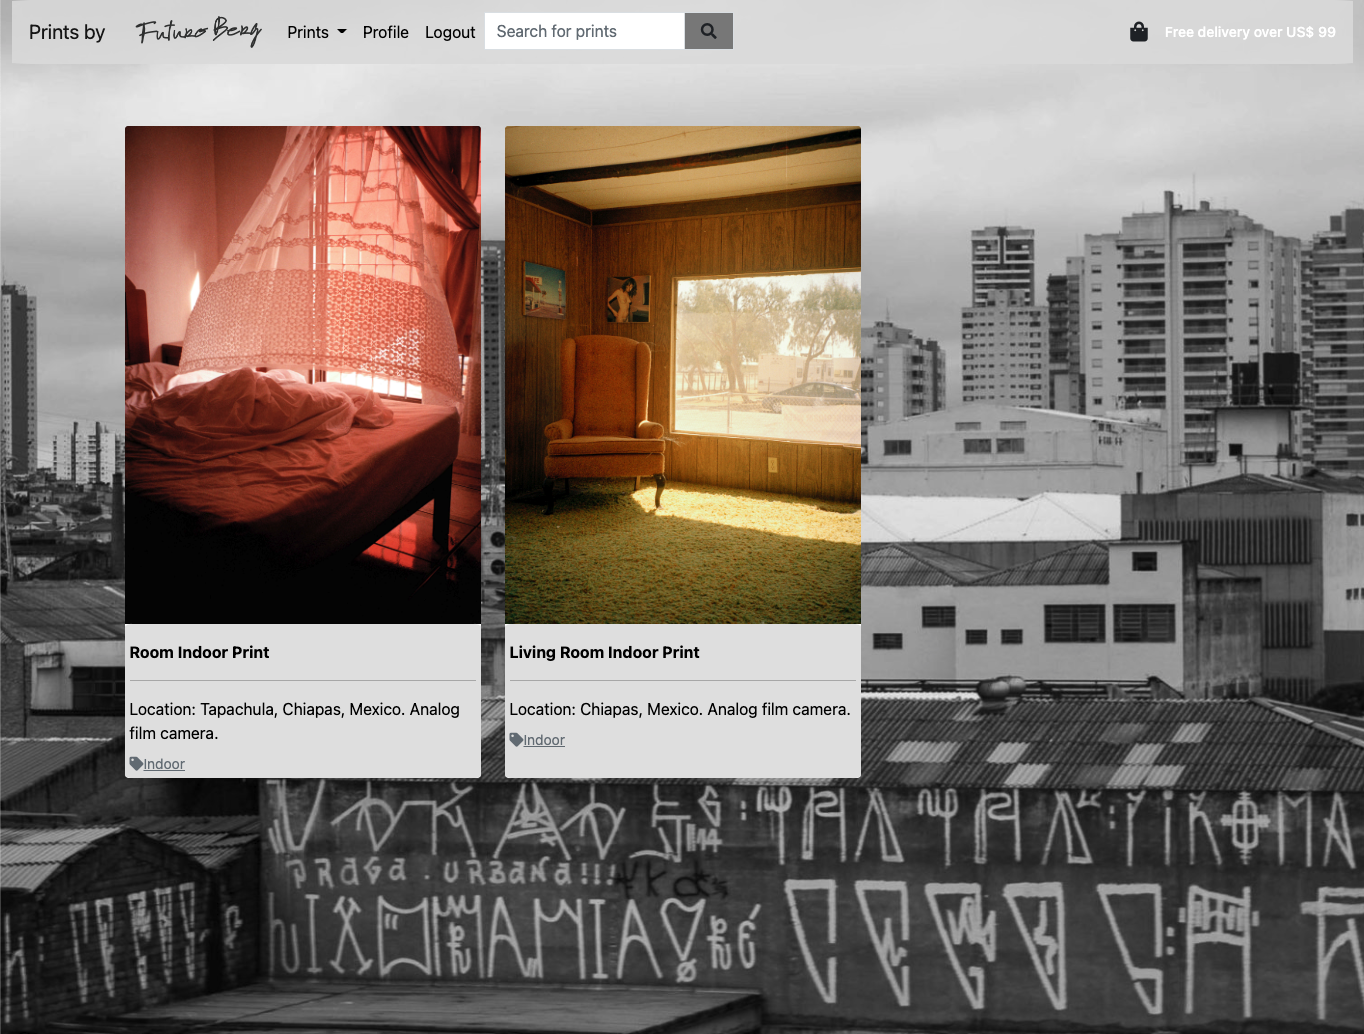 Prints by
Futuro Berg
Prints
Profile
Logout
Search for prints
Free delivery over US$ 99
Room Indoor Print
Location: Tapachula, Chiapas, Mexico. Analog
film camera.
Indoor
Living Room Indoor Print
Location: Chiapas, Mexico. Analog film camera.
Indoor
PRAGA . URBANA!!!